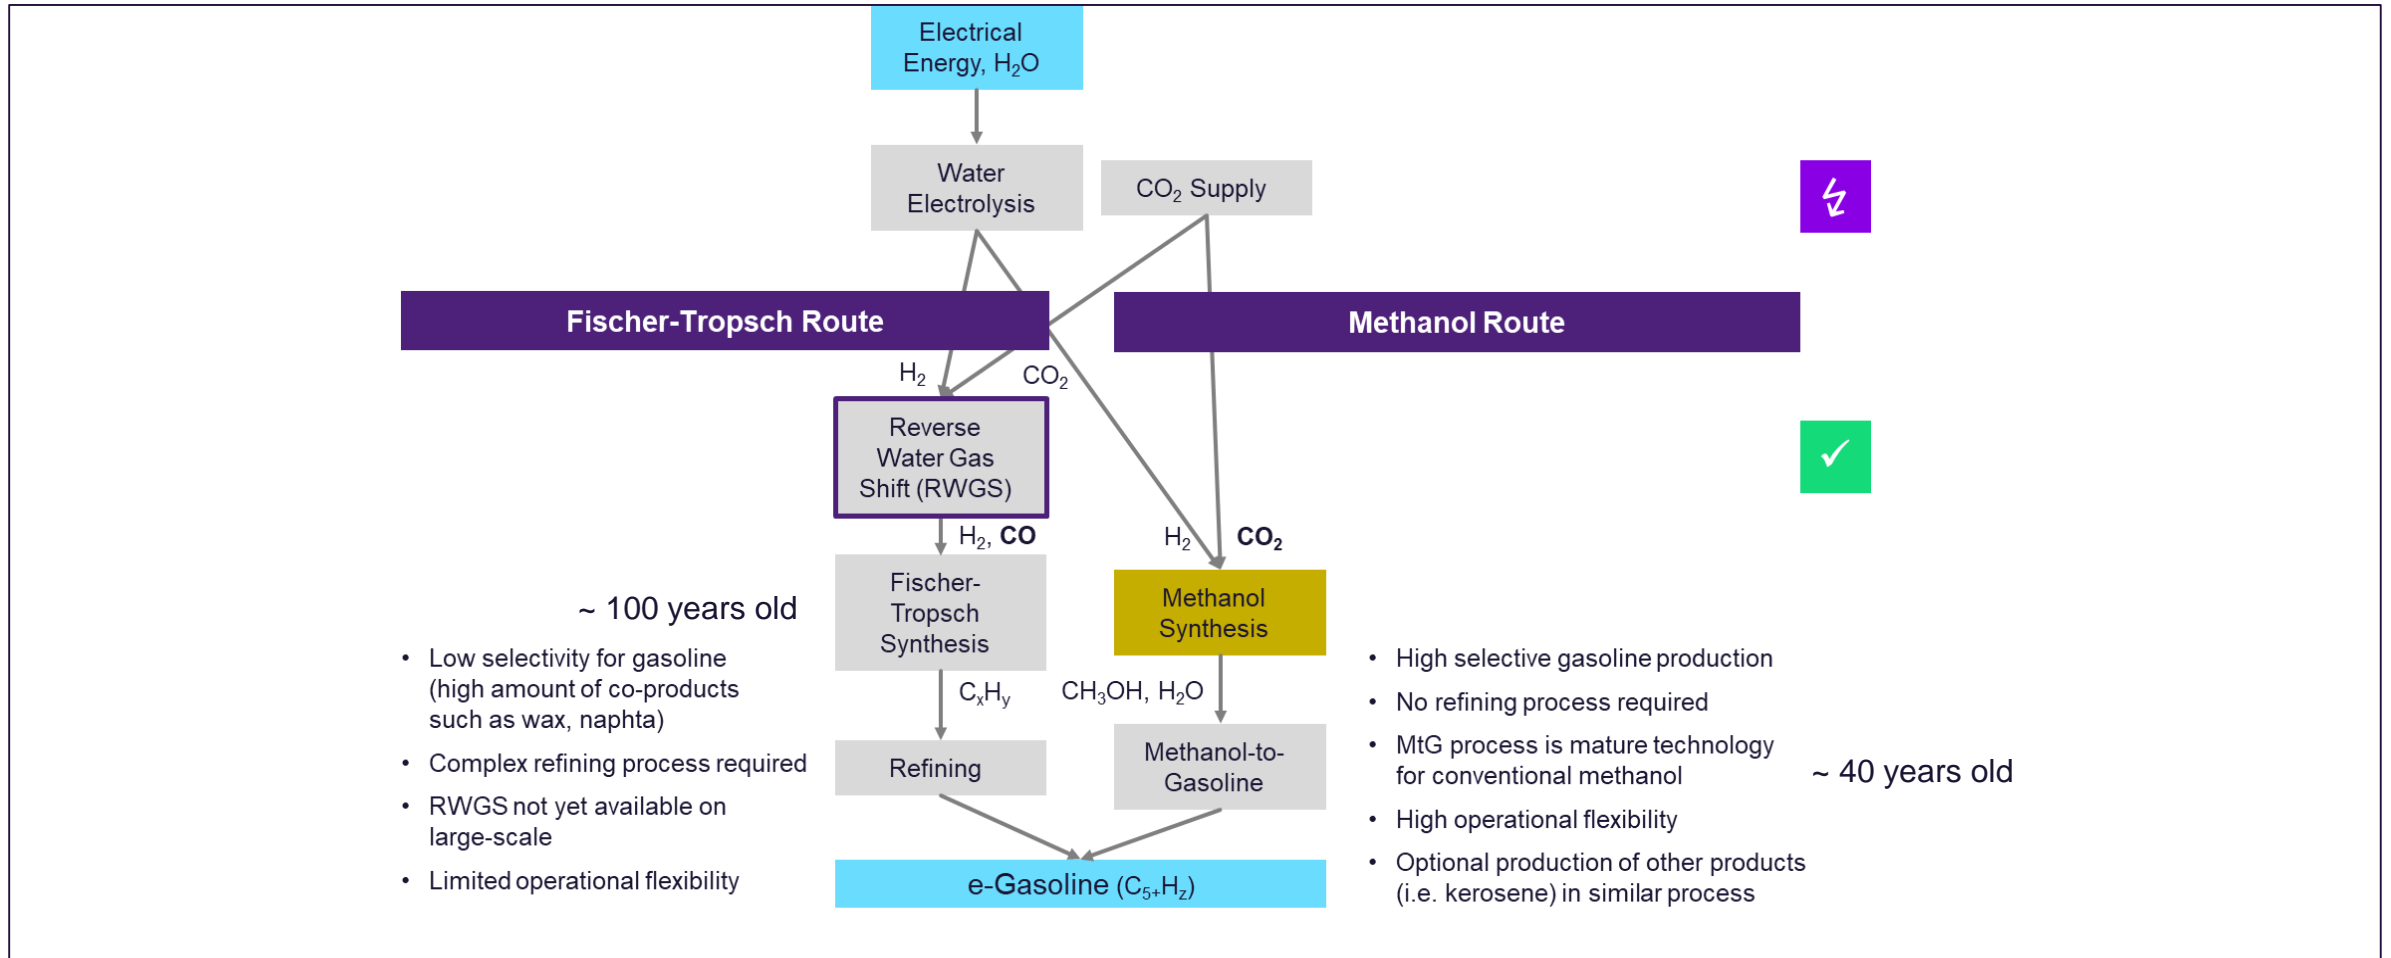 Electrical
Energy, H₂O
Water
Electrolysis
CO₂ Supply
Fischer-Tropsch Route
Methanol Route
H₂
CO₂
Reverse
Water Gas
Shift (RWGS)
H₂, CO
H₂
CO₂
~ 100 years old
Fischer-
Tropsch
Synthesis
Methanol
Synthesis
• Low selectivity for gasoline
(high amount of co-products
such as wax, naphta)
• Complex refining process required
• RWGS not yet available on
large-scale
• Limited operational flexibility
CₓHᵧ
CH₃OH, H₂O
Refining
Methanol-to-
Gasoline
• High selective gasoline production
• No refining process required
• MtG process is mature technology
for conventional methanol
• High operational flexibility
• Optional production of other products
(i.e. kerosene) in similar process
~ 40 years old
e-Gasoline (C₅₊H_z)